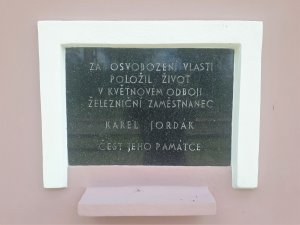 ZA OSVOBOZENÍ VLASTI
POLOŽIL ŽIVOT
V KVĚTNOVÉM ODBOJI
ŽELEZNIČNÍ ZAMĚSTNANEC
KAREL JORDÁK
ČEST JEHO PAMÁTCE